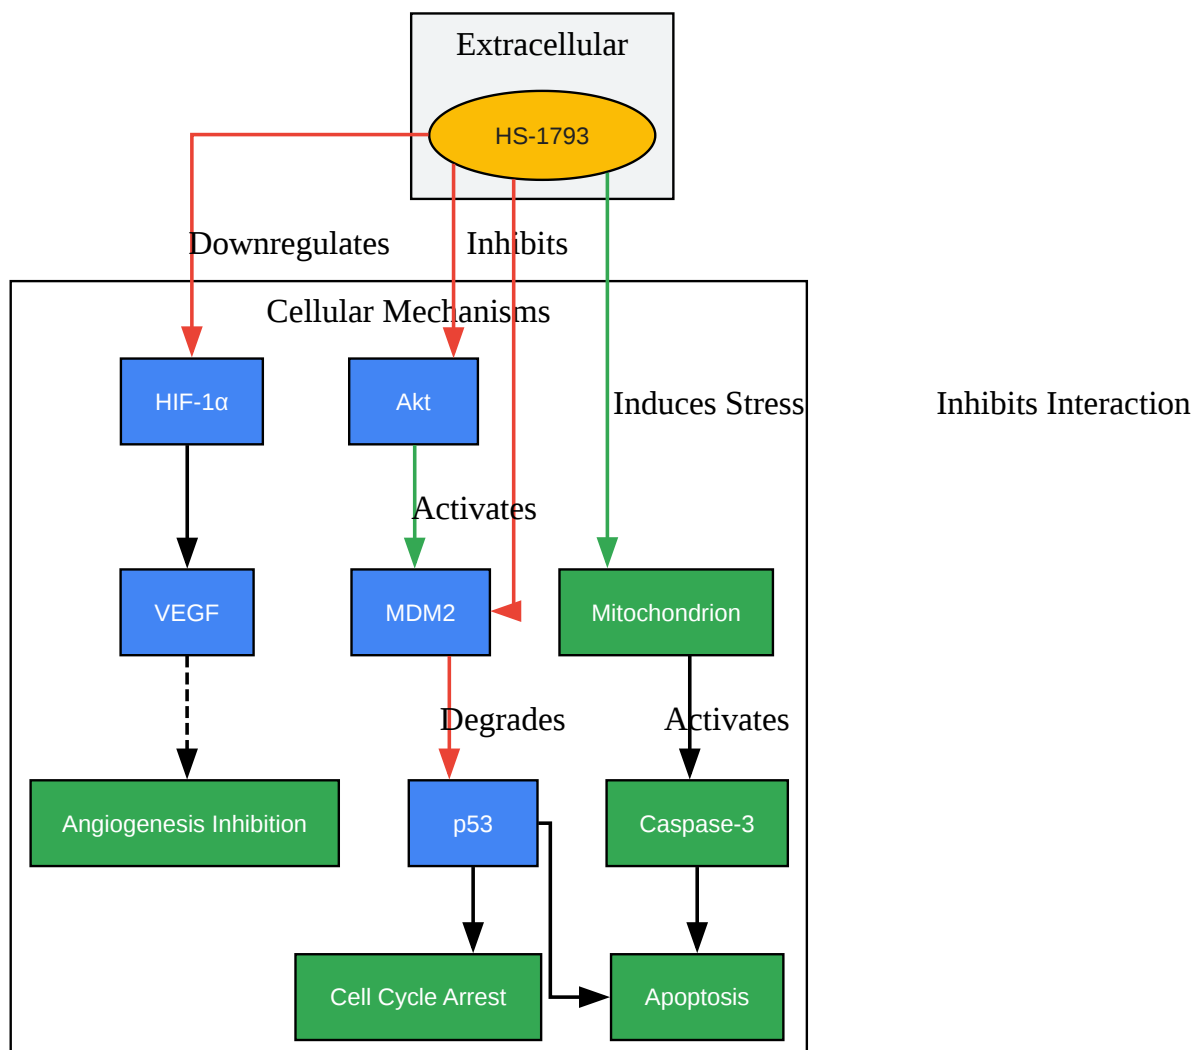 Extracellular
HS-1793
Downregulates
Inhibits
Cellular Mechanisms
HIF-1α
Akt
Induces Stress
Inhibits Interaction
Activates
VEGF
MDM2
Mitochondrion
Degrades
Activates
Angiogenesis Inhibition
p53
Caspase-3
Cell Cycle Arrest
Apoptosis